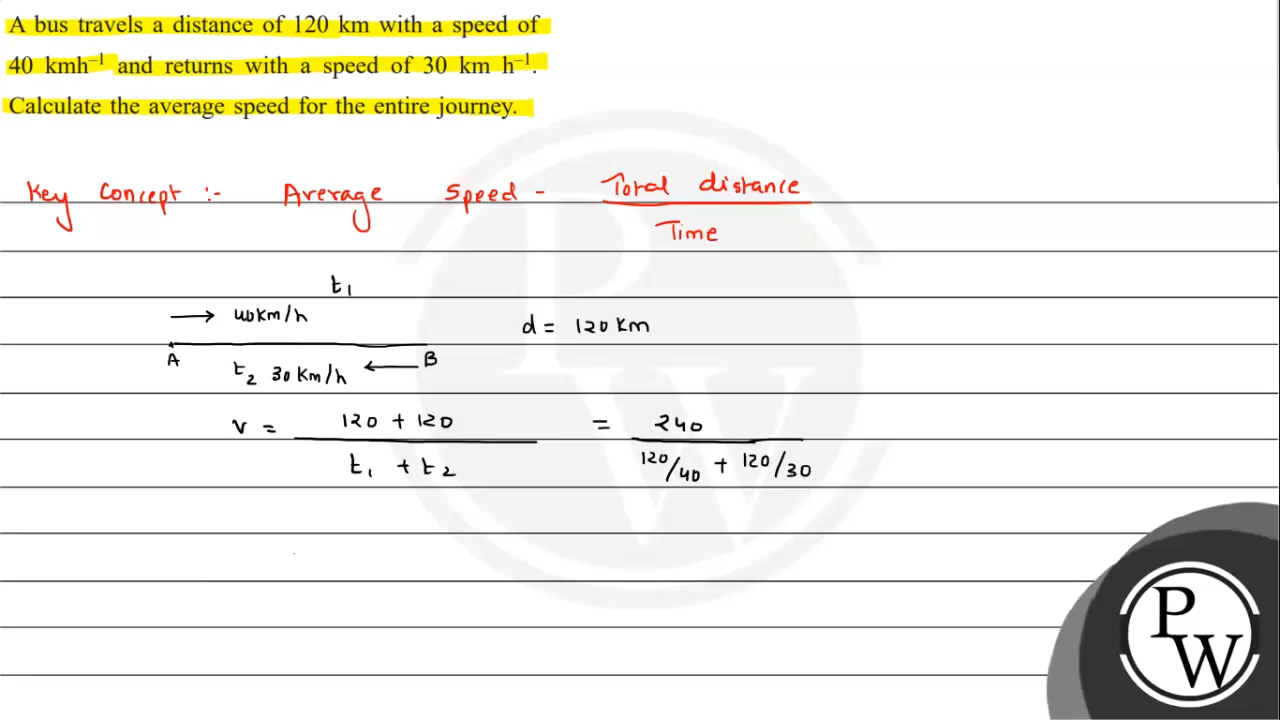 A bus travels a distance of 120 km with a speed of
40 kmh⁻¹ and returns with a speed of 30 km h⁻¹.
Calculate the average speed for the entire journey.
Key Concept :- Average Speed - Total distance / Time
t₁
→ 40 Km/h
d = 120 Km
A B
t₂ 30 Km/h ←
v = (120 + 120) / (t₁ + t₂) = 240 / (120/40 + 120/30)
P
W